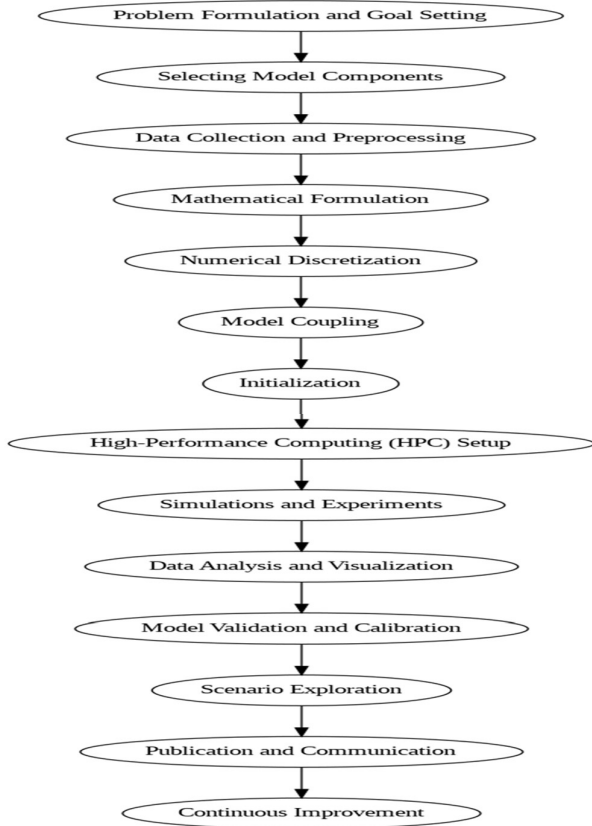 Problem Formulation and Goal Setting
Selecting Model Components
Data Collection and Preprocessing
Mathematical Formulation
Numerical Discretization
Model Coupling
Initialization
High-Performance Computing (HPC) Setup
Simulations and Experiments
Data Analysis and Visualization
Model Validation and Calibration
Scenario Exploration
Publication and Communication
Continuous Improvement